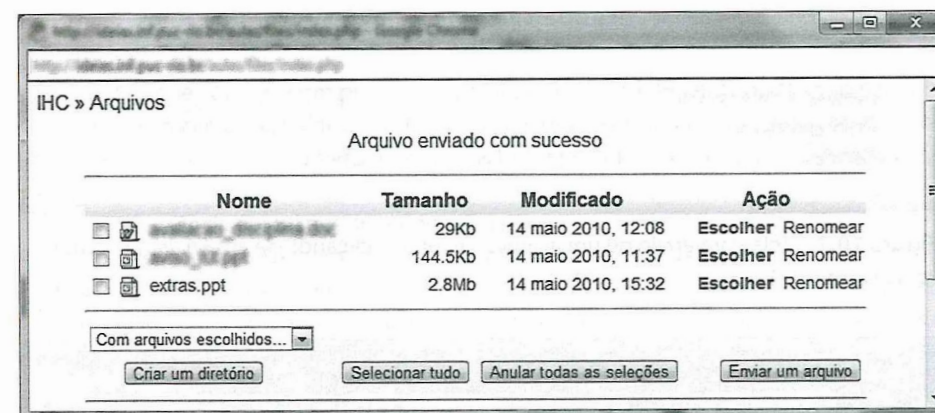 IHC » Arquivos
Arquivo enviado com sucesso
Nome Tamanho Modificado Ação
29Kb 14 maio 2010, 12:08 Escolher Renomear
144.5Kb 14 maio 2010, 11:37 Escolher Renomear
extras.ppt 2.8Mb 14 maio 2010, 15:32 Escolher Renomear
Com arquivos escolhidos...
Criar um diretório Selecionar tudo Anular todas as seleções Enviar um arquivo